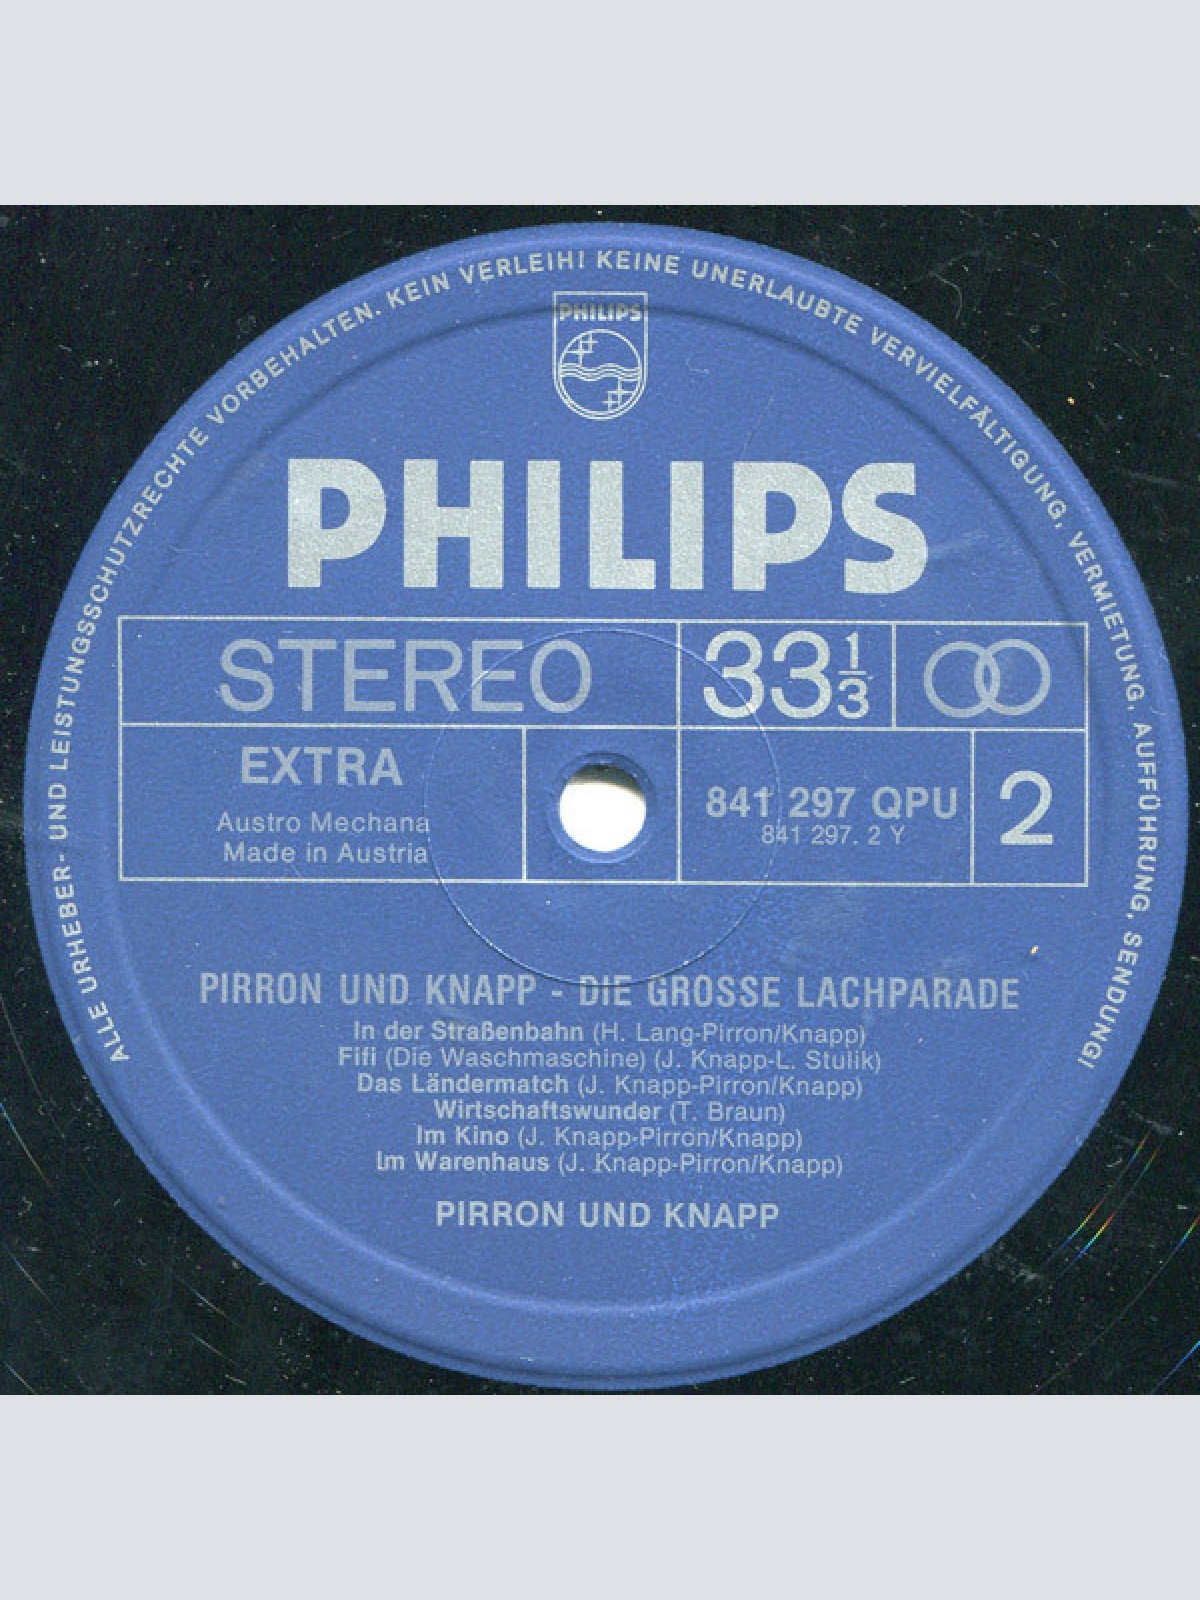 ALLE URHEBER- UND LEISTUNGSSCHUTZRECHTE VORBEHALTEN. KEIN VERLEIH! KEINE UNERLAUBTE VERVIELFÄLTIGUNG, VERMIETUNG, AUFFÜHRUNG, SENDUNG!
PHILIPS
PHILIPS
STEREO
33 1/3
EXTRA
Austro Mechana
Made in Austria
841 297 QPU
841 297. 2 Y
2
PIRRON UND KNAPP - DIE GROSSE LACHPARADE
In der Straßenbahn (H. Lang-Pirron/Knapp)
Fifi (Die Waschmaschine) (J. Knapp-L. Stulik)
Das Ländermatch (J. Knapp-Pirron/Knapp)
Wirtschaftswunder (T. Braun)
Im Kino (J. Knapp-Pirron/Knapp)
Im Warenhaus (J. Knapp-Pirron/Knapp)
PIRRON UND KNAPP